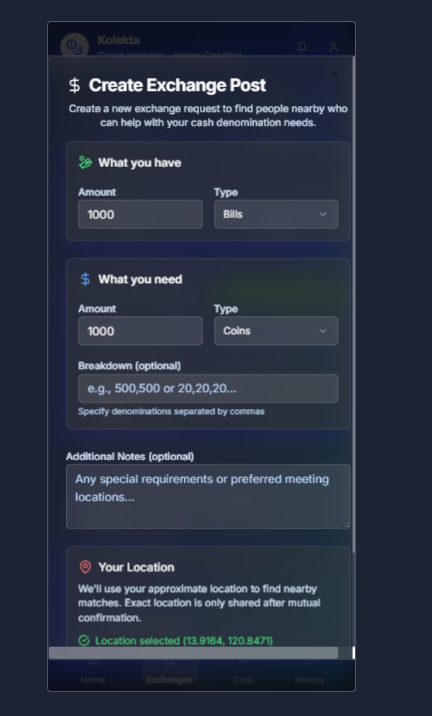 Kolekta
$ Create Exchange Post
Create a new exchange request to find people nearby who
can help with your cash denomination needs.
What you have
Amount
Type
1000
Bills
$ What you need
Amount
Type
1000
Coins
Breakdown (optional)
e.g., 500,500 or 20,20,20...
Specify denominations separated by commas
Additional Notes (optional)
Any special requirements or preferred meeting
locations...
Your Location
We'll use your approximate location to find nearby
matches. Exact location is only shared after mutual
confirmation.
Location selected (13.9164, 120.8471)
Home
Exchanges
Chat
History